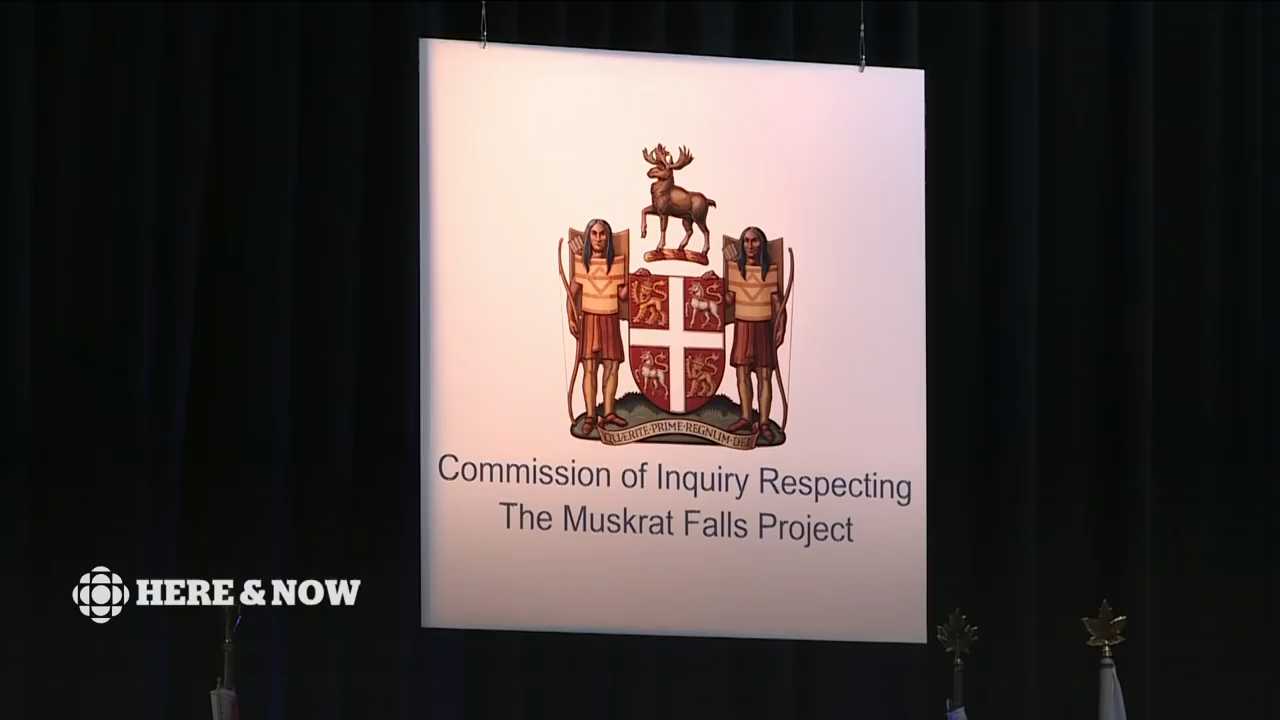 QUÆRITE·PRIME·REGNUM·DEI
Commission of Inquiry Respecting
The Muskrat Falls Project
HERE & NOW